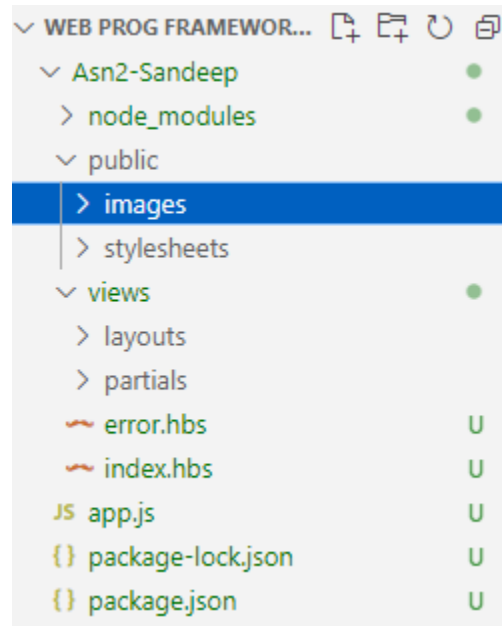 WEB PROG FRAMEWOR...
Asn2-Sandeep
node_modules
public
images
stylesheets
views
layouts
partials
error.hbs U
index.hbs U
JS app.js U
{} package-lock.json U
{} package.json U